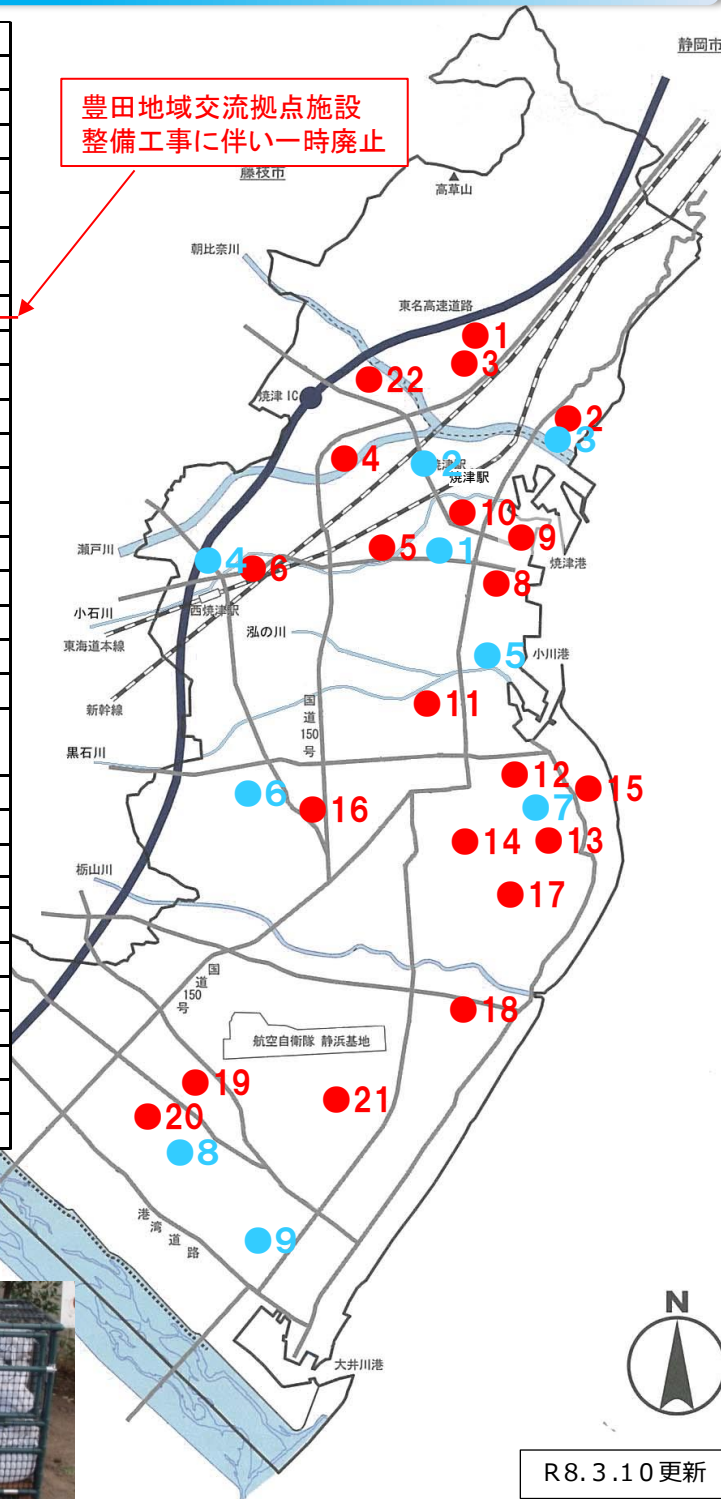 静岡市
豊田地域交流拠点施設
整備工事に伴い一時廃止
藤枝市
高草山
朝比奈川
東名高速道路
1
3
22
焼津IC
2
3
4
2
焼津駅
焼津駅
10
9
5
1
焼津港
瀬戸川
4
6
8
小石川
西焼津駅
泓の川
東海道本線
5
小川港
新幹線
国道150号
11
黒石川
12
15
6
16
7
14
13
17
栃山川
国道150号
18
航空自衛隊 静浜基地
19
21
20
8
港湾道路
9
N
大井川港
R8.3.10更新